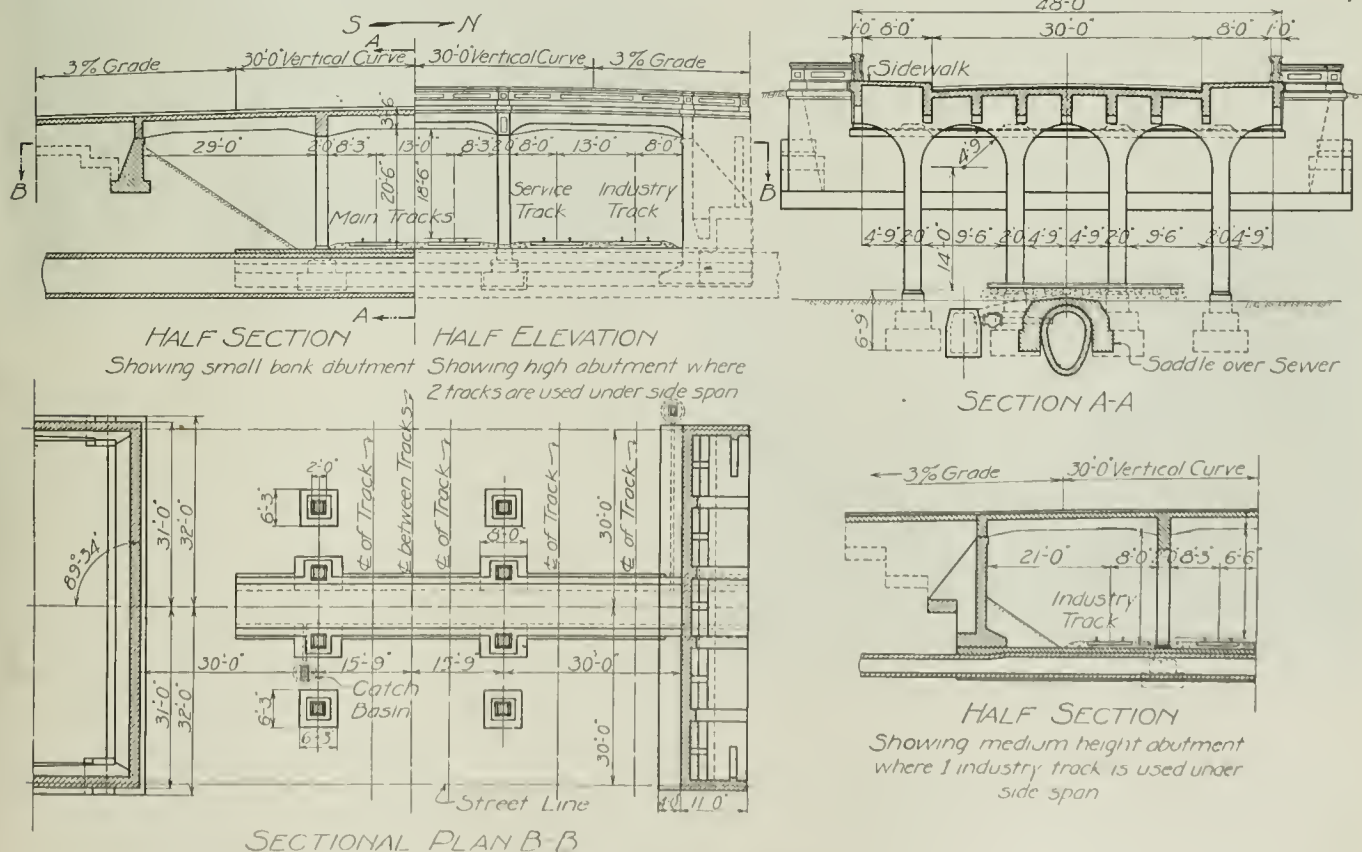 S N
A
3% Grade
30'-0" Vertical Curve
30'-0" Vertical Curve
3% Grade
3'-6"
29'-0"
2'0"
8'-3"
13'-0"
8'-3"
2'0"
8'-0"
13'-0"
8'-0"
B
B
20'-6"
18'-6"
Main Tracks
Service
Track
Industry
Track
A
HALF SECTION
Showing small bank abutment
HALF ELEVATION
Showing high abutment where
2 tracks are used under side span
48'-0"
1'-0"
8'-0"
30'-0"
8'-0"
1'-0"
Sidewalk
4'-9"
4'-9"
2'0"
9'-6"
2'0"
4'-9"
4'-9"
2'0"
9'-6"
2'0"
4'-9"
14'-0"
6'-9"
Saddle over Sewer
SECTION A-A
89°-34'
31'-0"
32'-0"
31'-0"
32'-0"
2'-0"
6'-3"
℄ of Track
℄ between Tracks
℄ of Track
8'-0"
℄ of Track
℄ of Track
30'-0"
30'-0"
15'-9"
15'-9"
30'-0"
Catch
Basin
6'-3"
6'-3"
30'-0"
Street Line
11'-0"
SECTIONAL PLAN B-B
3% Grade
30'-0" Vertical Curve
21'-0"
8'-0"
8'-3"
6'-6"
Industry
Track
HALF SECTION
Showing medium height abutment
where 1 industry track is used under
side span